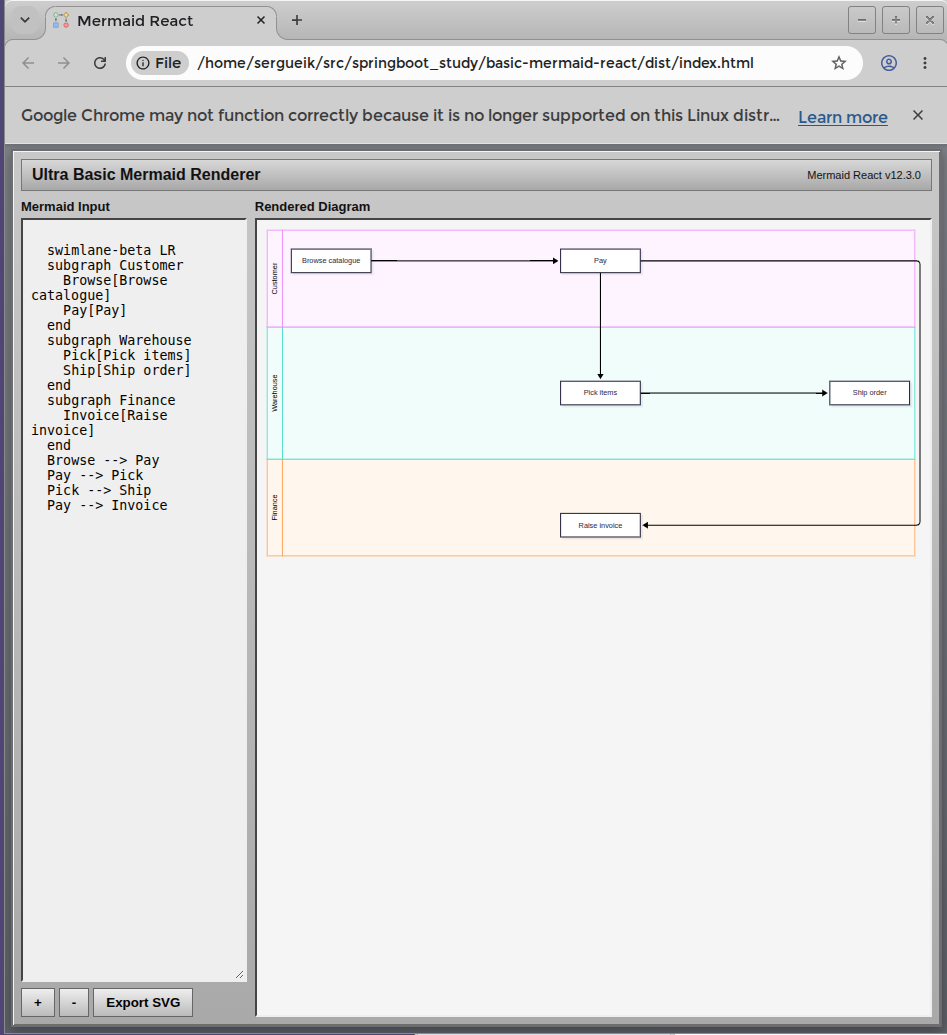 Mermaid React
File /home/sergueik/src/springboot_study/basic-mermaid-react/dist/index.html
Google Chrome may not function correctly because it is no longer supported on this Linux distr... Learn more
Ultra Basic Mermaid Renderer
Mermaid React v12.3.0
Mermaid Input
swimlane-beta LR
subgraph Customer
Browse[Browse
catalogue]
Pay[Pay]
end
subgraph Warehouse
Pick[Pick items]
Ship[Ship order]
end
subgraph Finance
Invoice[Raise
invoice]
end
Browse --> Pay
Pay --> Pick
Pick --> Ship
Pay --> Invoice
+ - Export SVG
Rendered Diagram
Customer
Browse catalogue
Pay
Warehouse
Pick items
Ship order
Finance
Raise invoice